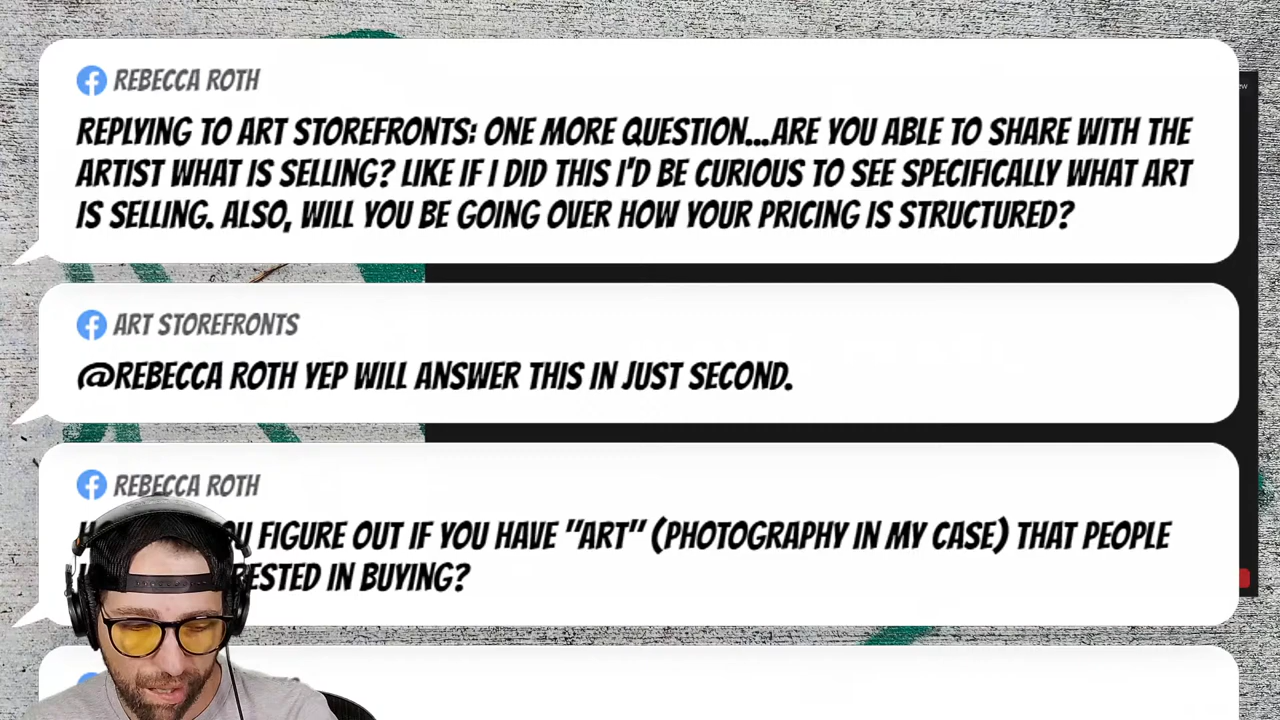 REBECCA ROTH
REPLYING TO ART STOREFRONTS: ONE MORE QUESTION...ARE YOU ABLE TO SHARE WITH THE
ARTIST WHAT IS SELLING? LIKE IF I DID THIS I'D BE CURIOUS TO SEE SPECIFICALLY WHAT ART
IS SELLING. ALSO, WILL YOU BE GOING OVER HOW YOUR PRICING IS STRUCTURED?
ART STOREFRONTS
@REBECCA ROTH YEP WILL ANSWER THIS IN JUST SECOND.
REBECCA ROTH
FIGURE OUT IF YOU HAVE "ART" (PHOTOGRAPHY IN MY CASE) THAT PEOPLE
IN BUYING?